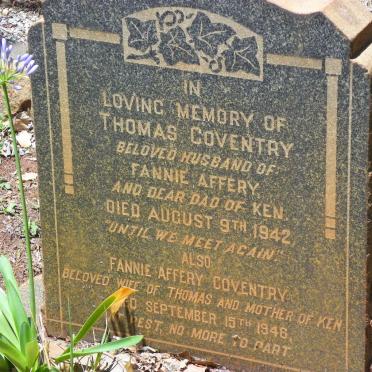 IN
LOVING MEMORY OF
THOMAS COVENTRY
BELOVED HUSBAND OF
FANNIE AFFERY
AND DEAR DAD OF KEN.
DIED AUGUST 9TH 1942
"UNTIL WE MEET AGAIN"
ALSO
FANNIE AFFERY COVENTRY
BELOVED WIFE OF THOMAS AND MOTHER OF KEN
SEPTEMBER 15TH 1946.
REST, NO MORE TO PART.